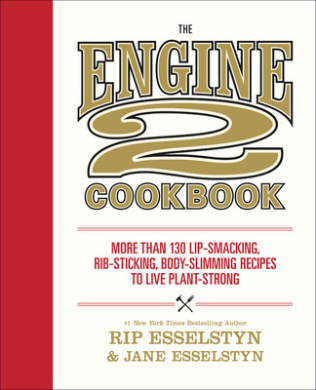 THE
ENGINE
2
COOKBOOK
MORE THAN 130 LIP-SMACKING,
RIB-STICKING, BODY-SLIMMING RECIPES
TO LIVE PLANT-STRONG
#1 New York Times Bestselling Author
RIP ESSELSTYN
& JANE ESSELSTYN